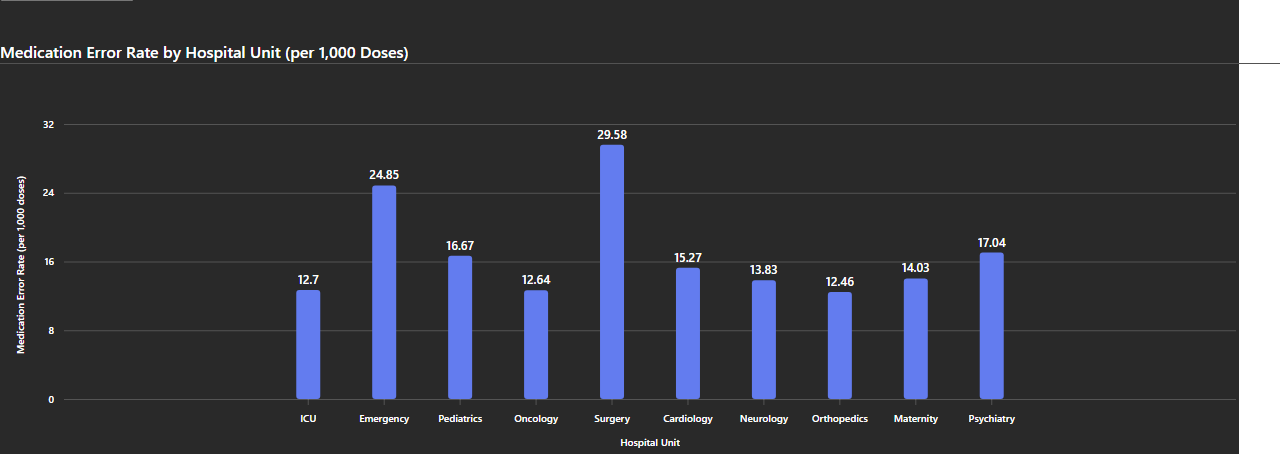 Medication Error Rate by Hospital Unit (per 1,000 Doses)
Medication Error Rate (per 1,000 doses)
32
24
16
8
0
12.7
24.85
16.67
12.64
29.58
15.27
13.83
12.46
14.03
17.04
ICU
Emergency
Pediatrics
Oncology
Surgery
Cardiology
Neurology
Orthopedics
Maternity
Psychiatry
Hospital Unit